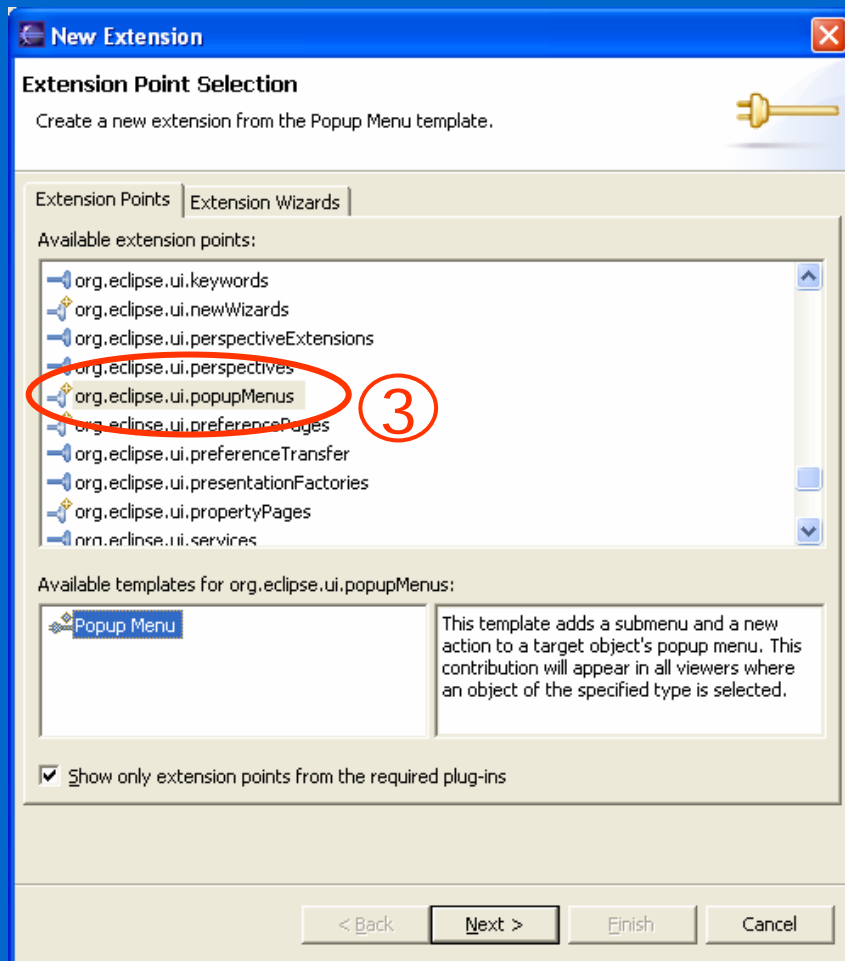 New Extension
Extension Point Selection
Create a new extension from the Popup Menu template.
Extension Points Extension Wizards
Available extension points:
org.eclipse.ui.keywords
org.eclipse.ui.newWizards
org.eclipse.ui.perspectiveExtensions
org.eclipse.ui.perspectives
org.eclipse.ui.popupMenus
3
org.eclipse.ui.preferencePages
org.eclipse.ui.preferenceTransfer
org.eclipse.ui.presentationFactories
org.eclipse.ui.propertyPages
org.eclipse.ui.services
Available templates for org.eclipse.ui.popupMenus:
Popup Menu
This template adds a submenu and a new
action to a target object's popup menu. This
contribution will appear in all viewers where
an object of the specified type is selected.
Show only extension points from the required plug-ins
< Back Next > Finish Cancel